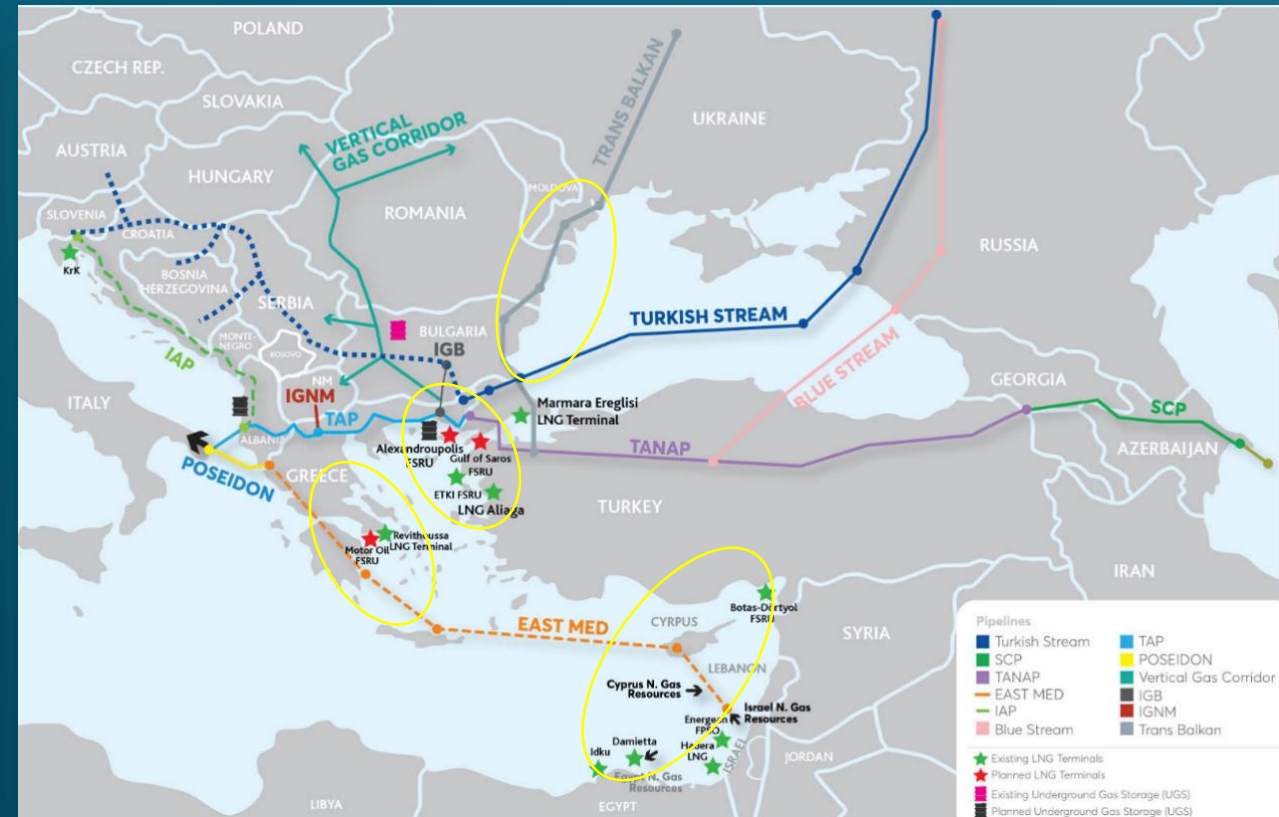 POLAND
CZECH REP.
SLOVAKIA
UKRAINE
TRANS BALKAN
VERTICAL
GAS CORRIDOR
AUSTRIA
HUNGARY
MOLDOVA
ROMANIA
SLOVENIA
CROATIA
RUSSIA
KrK
BOSNIA
HERZEGOVINA
SERBIA
TURKISH STREAM
BULGARIA
MONTE-
NEGRO
KOSOVO
IGB
IAP
BLUE STREAM
NM
GEORGIA
IGNM
ITALY
Marmara Ereglisi
LNG Terminal
SCP
TAP
ALBANIA
TANAP
AZERBAIJAN
Alexandroupolis
FSRU
Gulf of Saros
FSRU
POSEIDON
GREECE
ETKI FSRU
LNG Aliaga
TURKEY
Revithoussa
LNG Terminal
Motor Oil
FSRU
IRAN
Botas-Dörtyol
FSRU
EAST MED
CYRPUS
SYRIA
LEBANON
Cyprus N. Gas
Resources
Israel N. Gas
Resources
Energean
FPSO
Damietta
Idku
Hadera
LNG
ISRAEL
JORDAN
Egypt N. Gas
Resources
LIBYA
EGYPT
Pipelines
Turkish Stream
SCP
TANAP
EAST MED
IAP
Blue Stream
TAP
POSEIDON
Vertical Gas Corridor
IGB
IGNM
Trans Balkan
Existing LNG Terminals
Planned LNG Terminals
Existing Underground Gas Storage (UGS)
Planned Underground Gas Storage (UGS)